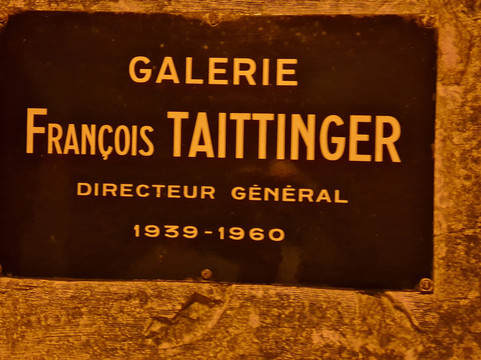 GALERIE
FRANÇOIS TAITTINGER
DIRECTEUR GÉNÉRAL
1939-1960